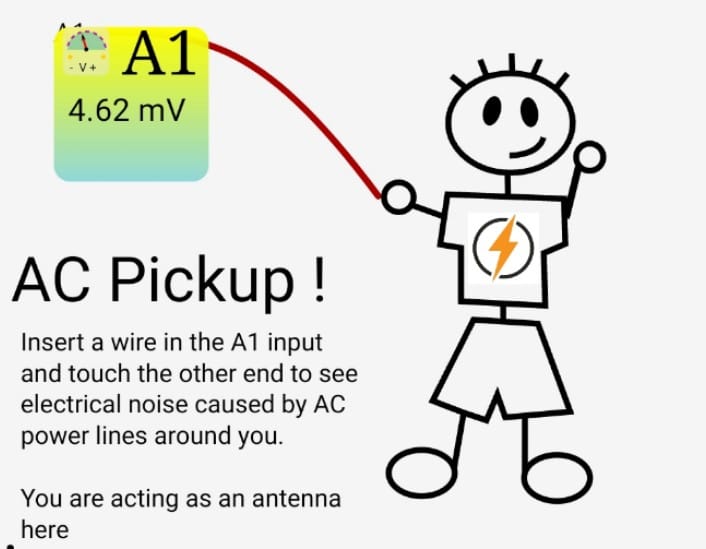 A1
- V +
A1
4.62 mV
AC Pickup !
Insert a wire in the A1 input
and touch the other end to see
electrical noise caused by AC
power lines around you.
You are acting as an antenna
here